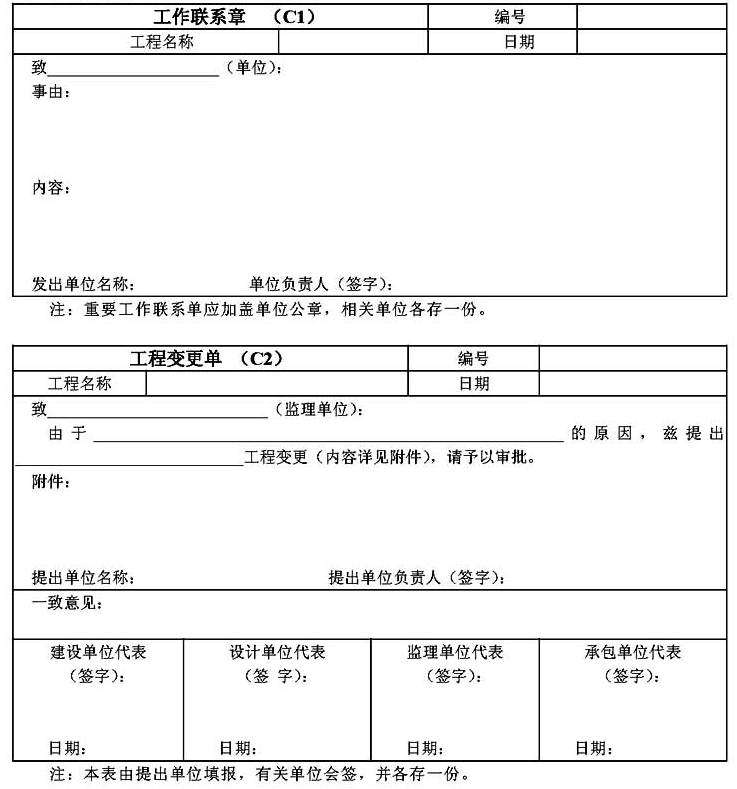 工作联系章 （C1） 编号
工程名称 日期
致____________________（单位）：
事由：
内容：
发出单位名称： 单位负责人（签字）：
注：重要工作联系单应加盖单位公章，相关单位各存一份。
工程变更单 （C2） 编号
工程名称 日期
致__________________________（监理单位）：
由于________________________________________________________的原因，兹提出
___________________________工程变更（内容详见附件），请予以审批。
附件：
提出单位名称： 提出单位负责人（签字）：
一致意见：
建设单位代表 设计单位代表 监理单位代表 承包单位代表
（签字）： （签 字）： （签字）： （签字）：
日期： 日期： 日期： 日期：
注：本表由提出单位填报，有关单位会签，并各存一份。